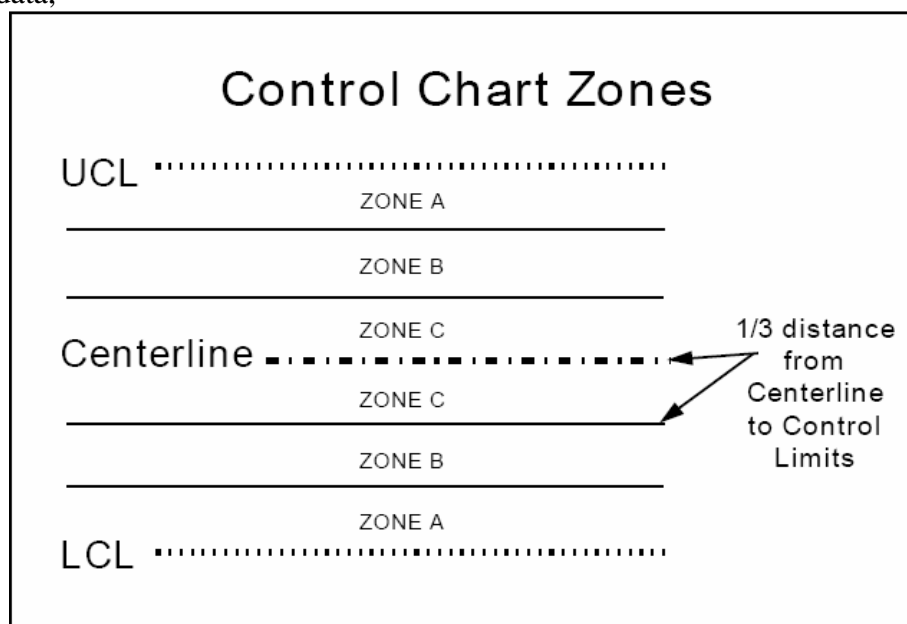 data,
Control Chart Zones
UCL
ZONE A
ZONE B
ZONE C
Centerline
ZONE C
ZONE B
ZONE A
LCL
1/3 distance
from
Centerline
to Control
Limits